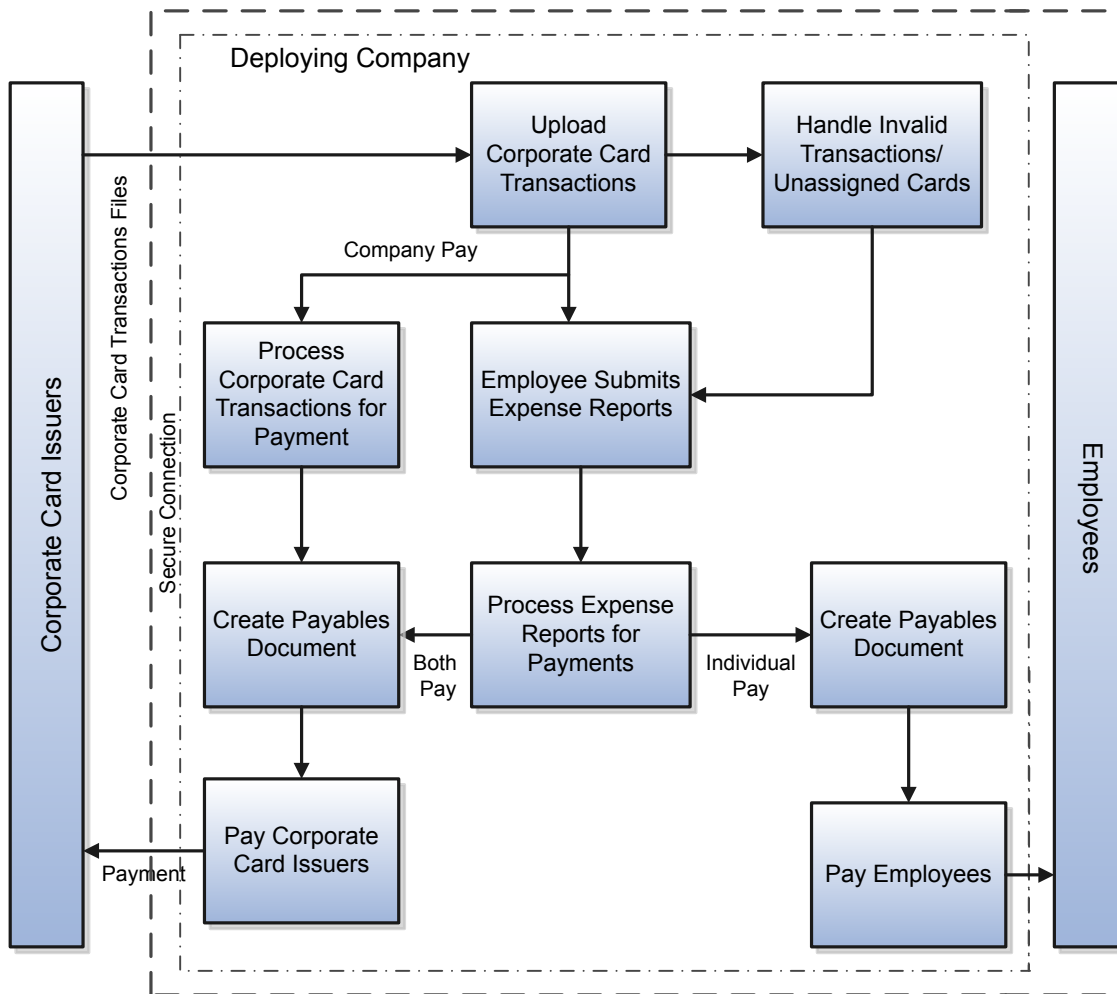 Deploying Company
Corporate Card Issuers
Corporate Card Transactions Files
Secure Connection
Upload
Corporate Card
Transactions
Handle Invalid
Transactions/
Unassigned Cards
Company Pay
Process
Corporate Card
Transactions for
Payment
Employee Submits
Expense Reports
Employees
Create Payables
Document
Both
Pay
Process Expense
Reports for
Payments
Individual
Pay
Create Payables
Document
Payment
Pay Corporate
Card Issuers
Pay Employees